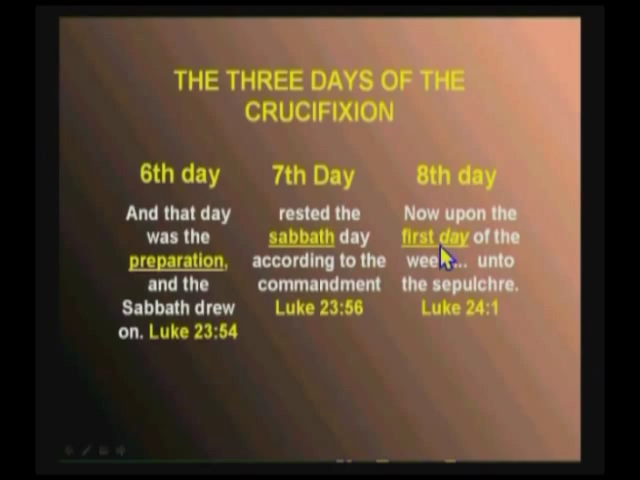 THE THREE DAYS OF THE
CRUCIFIXION
6th day
And that day
was the
preparation,
and the
Sabbath drew
on. Luke 23:54
7th Day
rested the
sabbath day
according to the
commandment
Luke 23:56
8th day
Now upon the
first day of the
unto
the sepulchre.
Luke 24:1